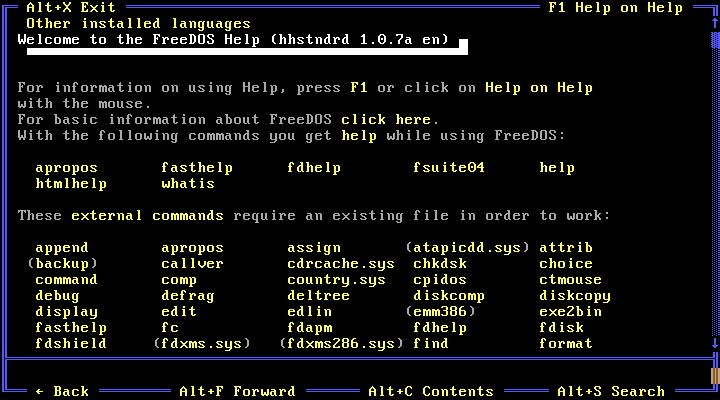 Alt+X Exit F1 Help on Help
Other installed languages
Welcome to the FreeDOS Help (hhstndrd 1.0.7a en)
For information on using Help, press F1 or click on Help on Help
with the mouse.
For basic information about FreeDOS click here.
With the following commands you get help while using FreeDOS:
apropos fasthelp fdhelp fsuite04 help
htmlhelp whatis
These external commands require an existing file in order to work:
append apropos assign (atapicdd.sys) attrib
(backup) callver cdrcache.sys chkdsk choice
command comp country.sys cpidos ctmouse
debug defrag deltree diskcomp diskcopy
display edit edlin (emm386) exe2bin
fasthelp fc fdapm fdhelp fdisk
fdshield (fdxms.sys) (fdxms286.sys) find format
← Back Alt+F Forward Alt+C Contents Alt+S Search